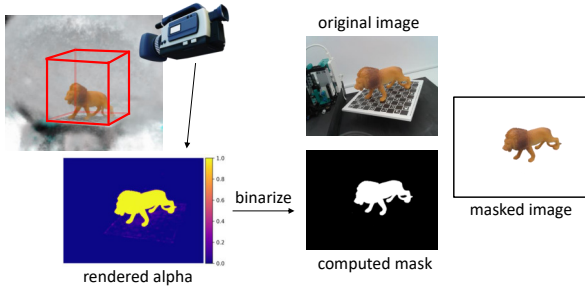 original image
1.0
0.8
0.6
0.4
0.2
0.0
binarize
rendered alpha
computed mask
masked image